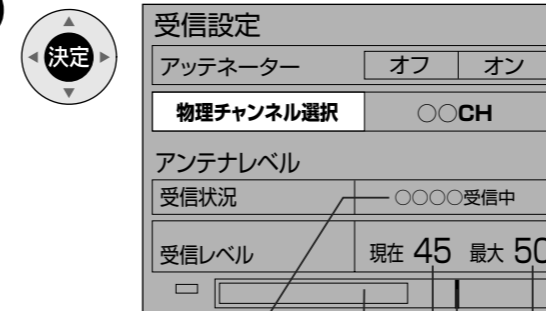 決定
受信設定
アッテネーター オフ オン
物理チャンネル選択 ○○CH
アンテナレベル
受信状況 ○○○○受信中
受信レベル 現在 45 最大 50